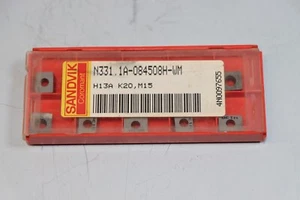 SANDVIK
Coromant
N331.1A-084508H-WM
H13A K20,M15
4N0097655